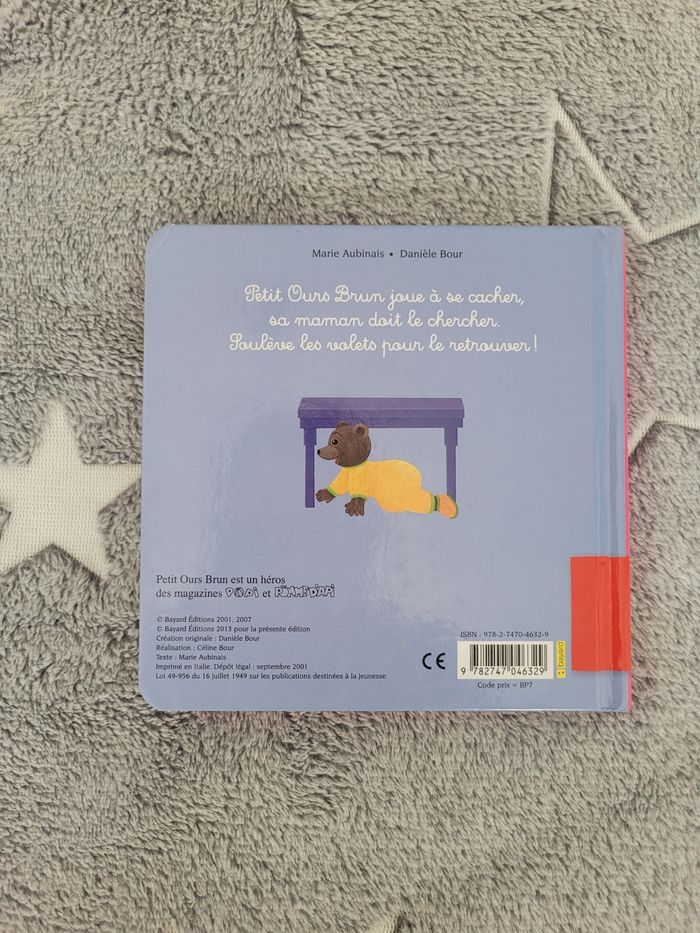 Marie Aubinais • Danièle Bour
Petit Ours Brun joue à se cacher,
sa maman doit le chercher.
Soulève les volets pour le retrouver !
Petit Ours Brun est un héros
des magazines POPI et POMME D'API
© Bayard Éditions 2001, 2007
© Bayard Éditions 2013 pour la présente édition
Création originale : Danièle Bour
Réalisation : Céline Bour
Texte : Marie Aubinais
Imprimé en Italie. Dépôt légal : septembre 2001
Loi 49-956 du 16 juillet 1949 sur les publications destinées à la jeunesse
CE
ISBN : 978-2-7470-4632-9
9 782747 046329
Code prix = BP7
bayard